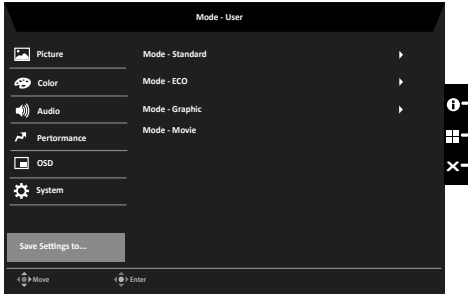 Mode - User
Picture
Color
Audio
Pertormance
OSD
System
Save Settings to...
Mode - Standard
Mode - ECO
Mode - Graphic
Mode - Movie
Move
Enter